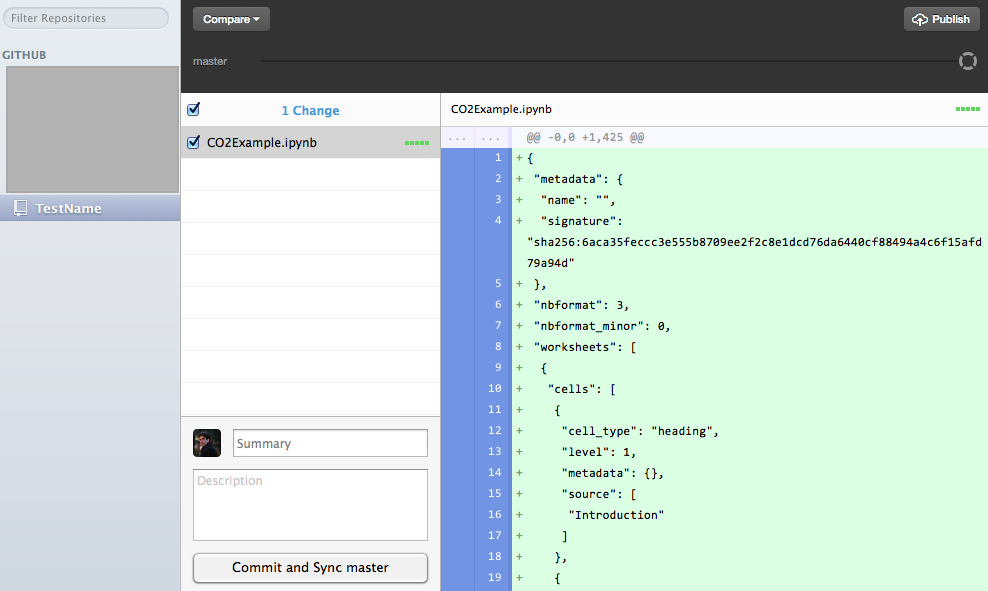 Filter Repositories
GITHUB
TestName
Compare
Publish
master
1 Change
CO2Example.ipynb
Summary
Description
Commit and Sync master
CO2Example.ipynb
... ... @@ -0,0 +1,425 @@
1 +{
2 + "metadata": {
3 + "name": "",
4 + "signature":
"sha256:6aca35feccc3e555b8709ee2f2c8e1dcd76da6440cf88494a4c6f15afd
79a94d"
5 + },
6 + "nbformat": 3,
7 + "nbformat_minor": 0,
8 + "worksheets": [
9 + {
10 + "cells": [
11 + {
12 + "cell_type": "heading",
13 + "level": 1,
14 + "metadata": {},
15 + "source": [
16 + "Introduction"
17 + ]
18 + },
19 + {